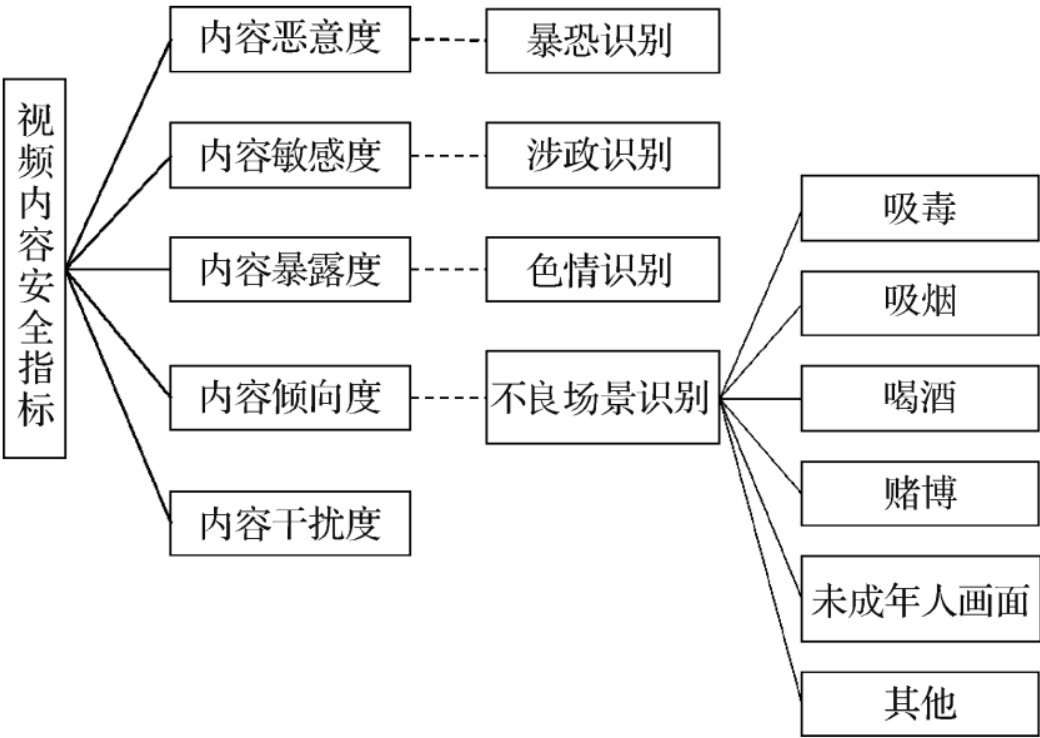 视频内容安全指标
内容恶意度
暴恐识别
内容敏感度
涉政识别
内容暴露度
色情识别
内容倾向度
不良场景识别
内容干扰度
吸毒
吸烟
喝酒
赌博
未成年人画面
其他